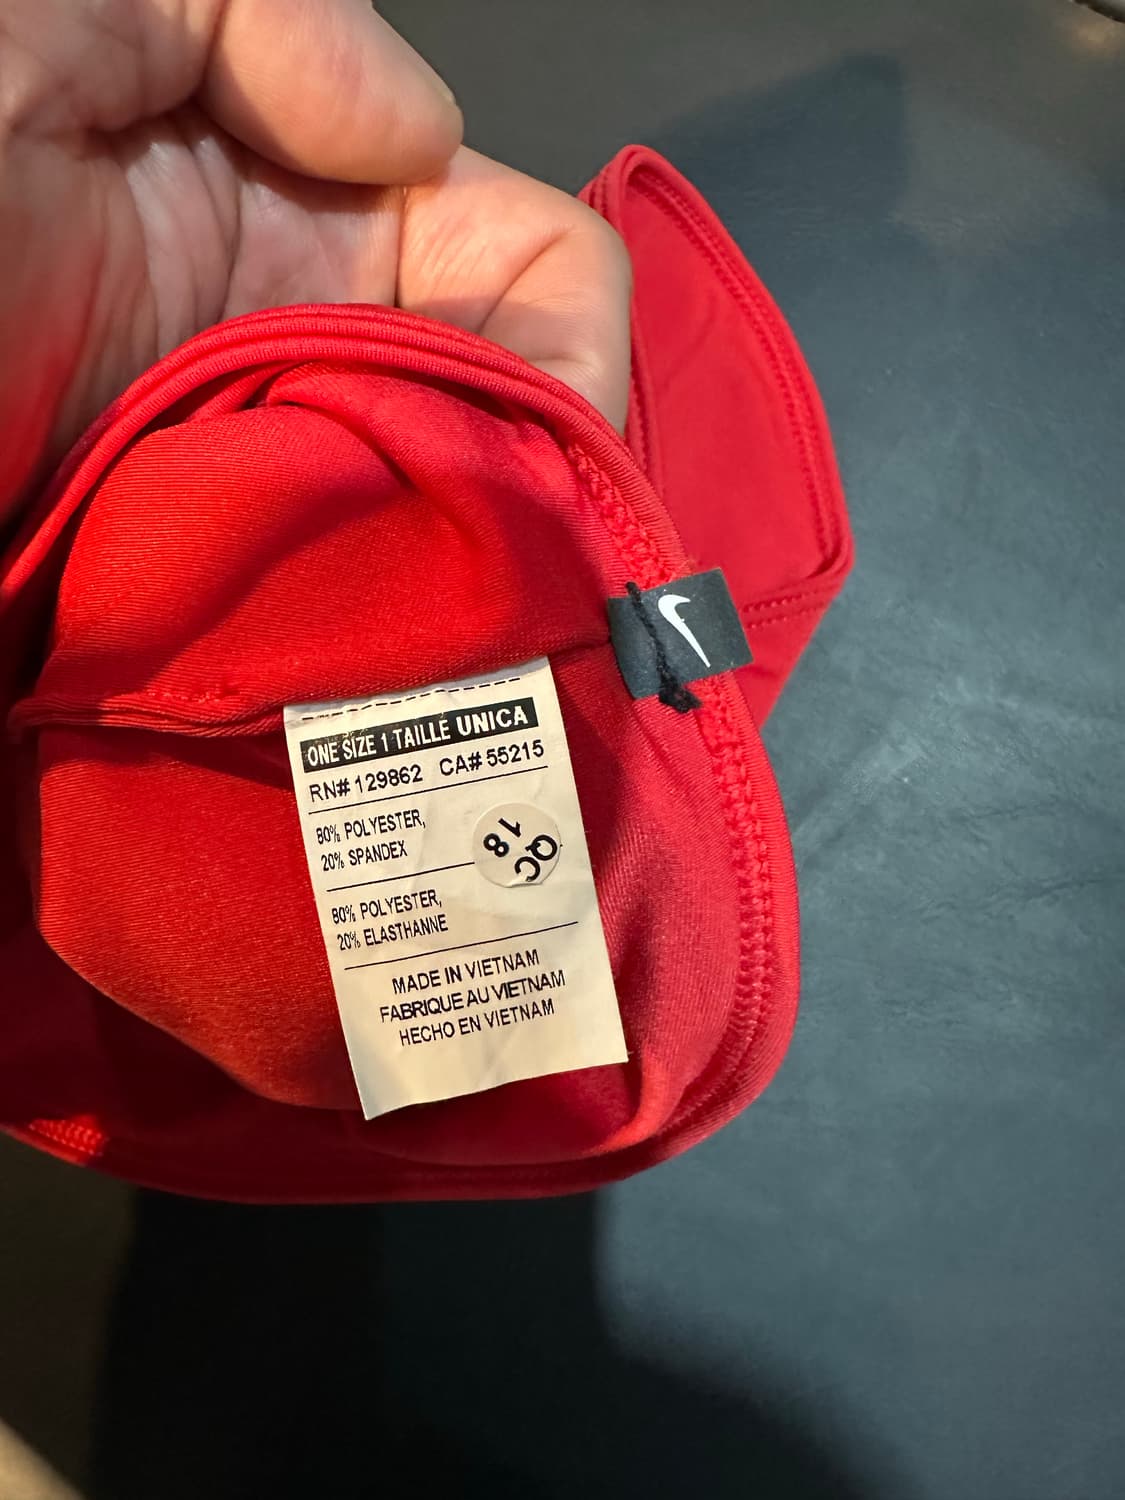 ONE SIZE 1 TAILLE UNICA
RN# 129862 CA# 55215
80% POLYESTER,
20% SPANDEX
QC
18
80% POLYESTER,
20% ELASTHANNE
MADE IN VIETNAM
FABRIQUE AU VIETNAM
HECHO EN VIETNAM